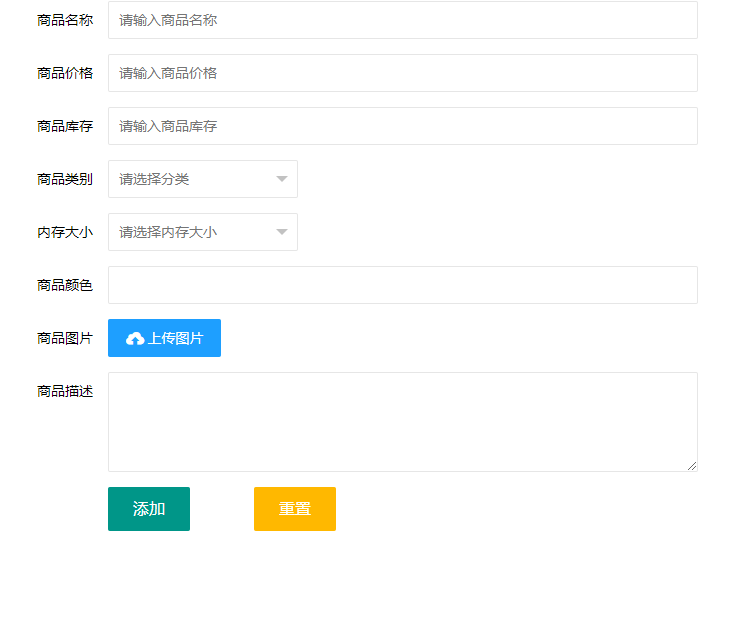 商品名称 请输入商品名称
商品价格 请输入商品价格
商品库存 请输入商品库存
商品类别 请选择分类
内存大小 请选择内存大小
商品颜色
商品图片 上传图片
商品描述
添加 重置